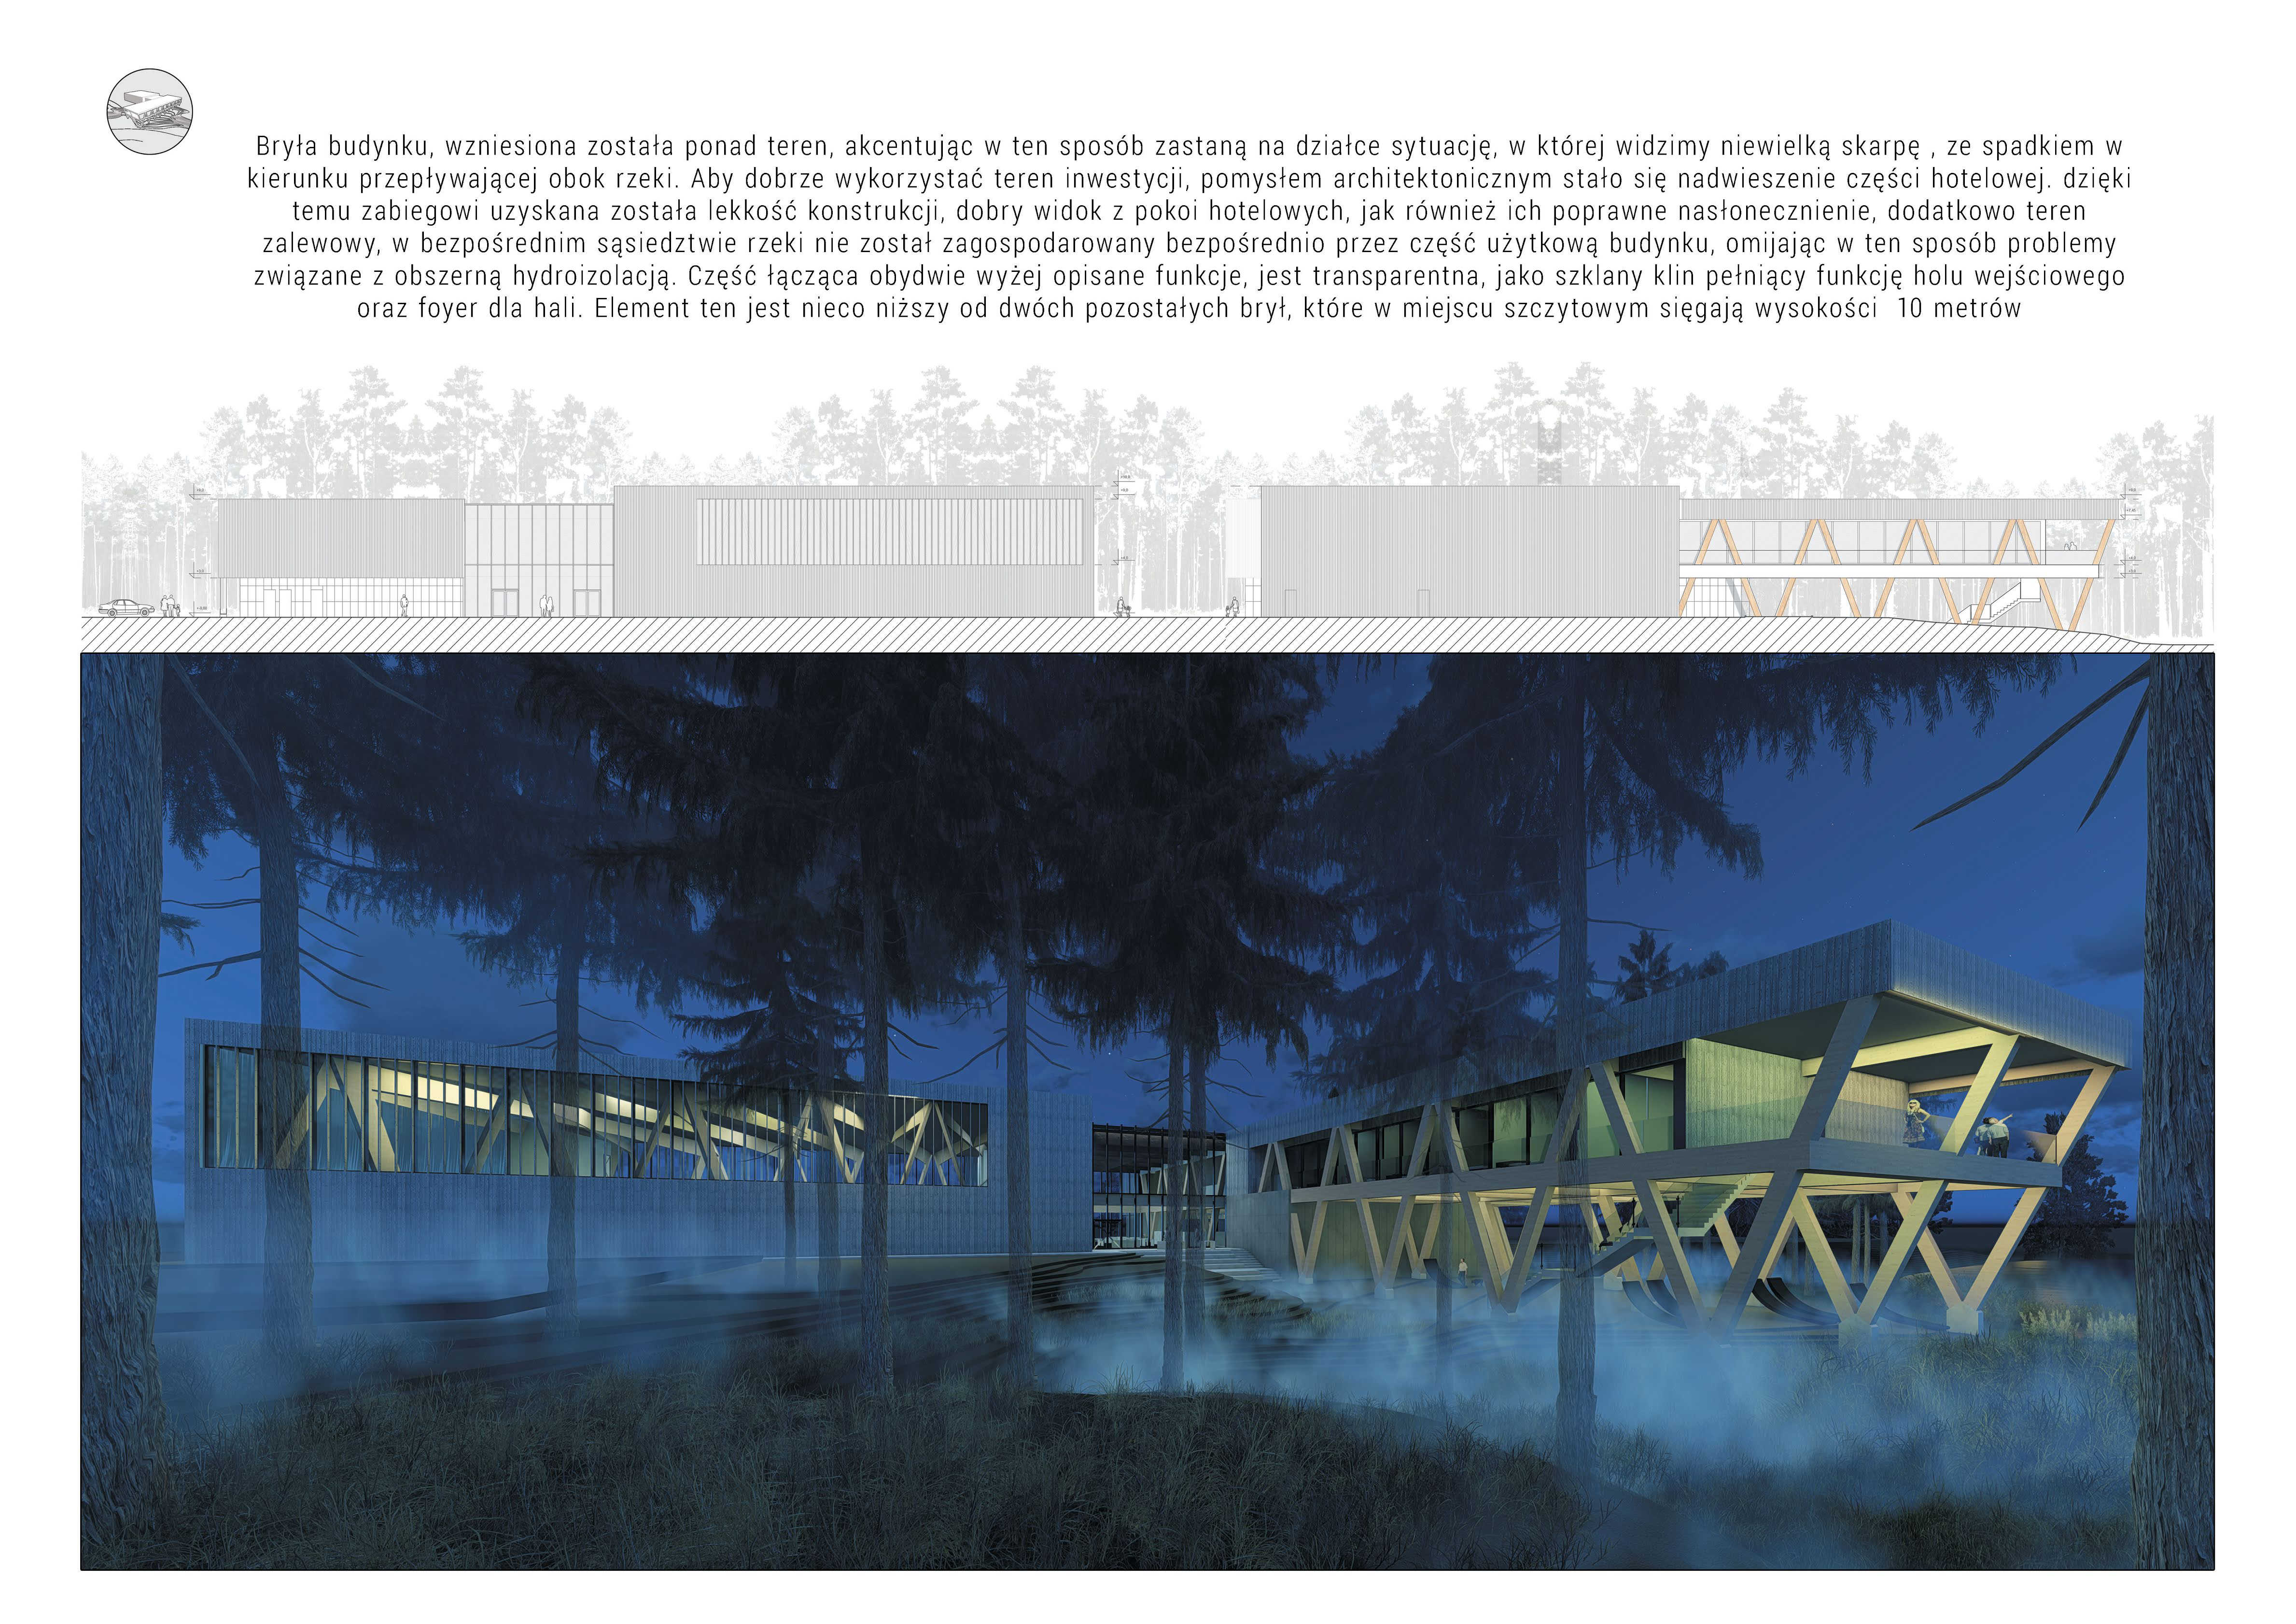 Bryła budynku, wzniesiona została ponad teren, akcentując w ten sposób zastaną na działce sytuację, w której widzimy niewielką skarpę , ze spadkiem w
kierunku przepływającej obok rzeki. Aby dobrze wykorzystać teren inwestycji, pomysłem architektonicznym stało się nadwieszenie części hotelowej. dzięki
temu zabiegowi uzyskana została lekkość konstrukcji, dobry widok z pokoi hotelowych, jak również ich poprawne nasłonecznienie, dodatkowo teren
zalewowy, w bezpośrednim sąsiedztwie rzeki nie został zagospodarowany bezpośrednio przez część użytkową budynku, omijając w ten sposób problemy
związane z obszerną hydroizolacją. Część łącząca obydwie wyżej opisane funkcje, jest transparentna, jako szklany klin pełniący funkcję holu wejściowego
oraz foyer dla hali. Element ten jest nieco niższy od dwóch pozostałych brył, które w miejscu szczytowym sięgają wysokości 10 metrów